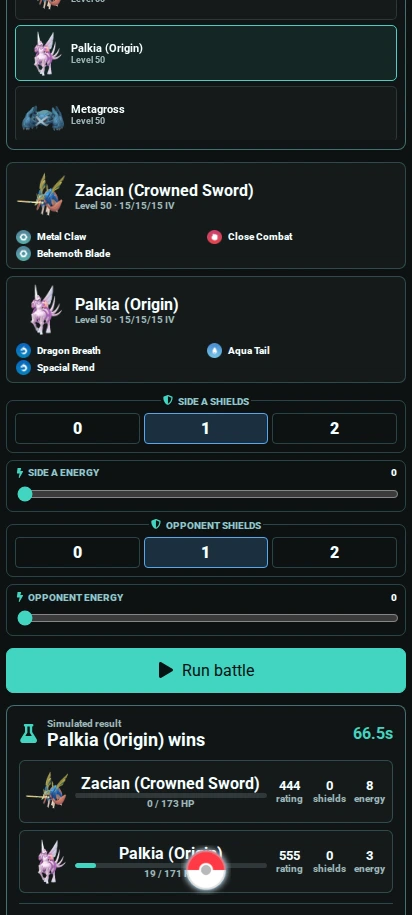 Palkia (Origin)
Level 50
Metagross
Level 50
Zacian (Crowned Sword)
Level 50 · 15/15/15 IV
Metal Claw
Close Combat
Behemoth Blade
Palkia (Origin)
Level 50 · 15/15/15 IV
Dragon Breath
Aqua Tail
Spacial Rend
SIDE A SHIELDS
0 1 2
SIDE A ENERGY 0
OPPONENT SHIELDS
0 1 2
OPPONENT ENERGY 0
Run battle
Simulated result
Palkia (Origin) wins
66.5s
Zacian (Crowned Sword)
0 / 173 HP
444 0 8
rating shields energy
Palkia (Origin)
19 / 171
555 0 3
rating shields energy